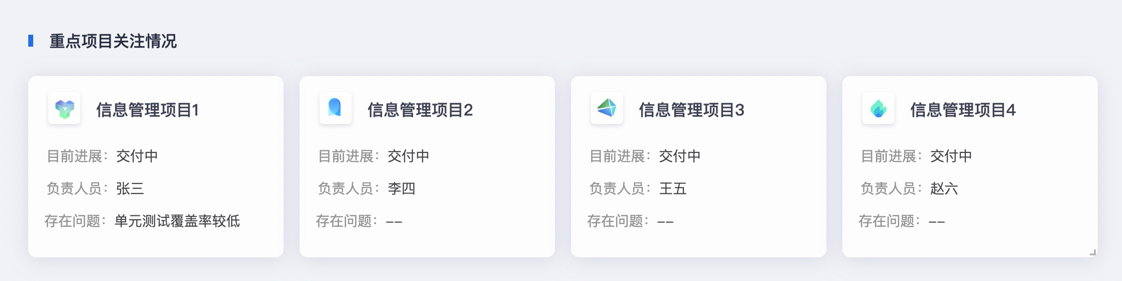 重点项目关注情况
信息管理项目1
目前进展：交付中
负责人员：张三
存在问题：单元测试覆盖率较低
信息管理项目2
目前进展：交付中
负责人员：李四
存在问题：--
信息管理项目3
目前进展：交付中
负责人员：王五
存在问题：--
信息管理项目4
目前进展：交付中
负责人员：赵六
存在问题：--